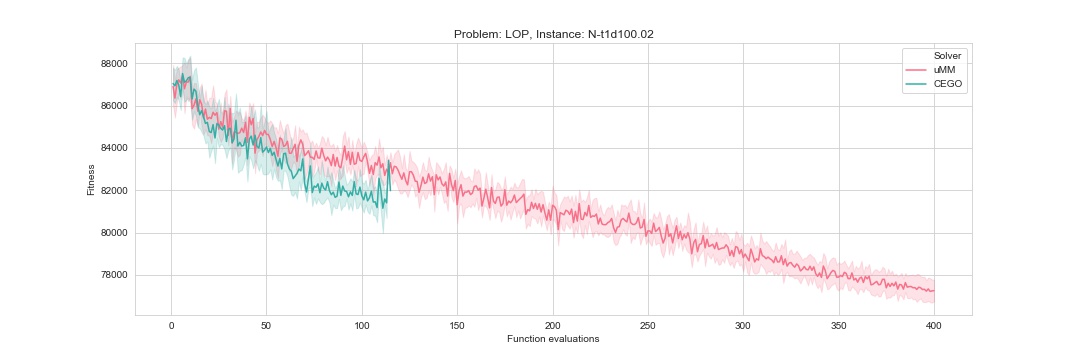 Problem: LOP, Instance: N-t1d100.02
Solver
uMM
CEGO
88000
86000
84000
82000
80000
78000
Fitness
0 50 100 150 200 250 300 350 400
Function evaluations